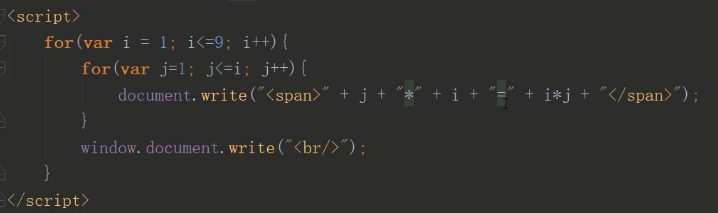 <script>
for(var i = 1; i<=9; i++){
for(var j=1; j<=i; j++){
document.write("<span>" + j + "*" + i + "=" + i*j + "</span>");
}
window.document.write("<br/>");
}
</script>